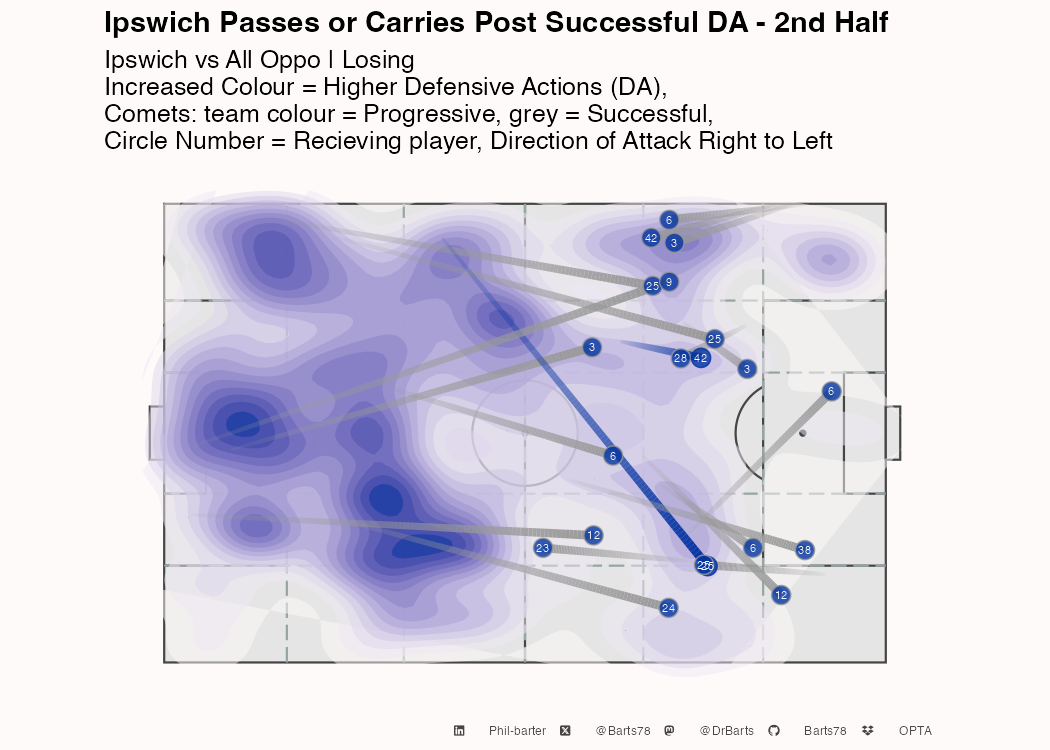 Ipswich Passes or Carries Post Successful DA - 2nd Half
Ipswich vs All Oppo | Losing
Increased Colour = Higher Defensive Actions (DA),
Comets: team colour = Progressive, grey = Successful,
Circle Number = Recieving player, Direction of Attack Right to Left
6
42
3
25
9
25
3
28
42
3
6
6
12
23
6
38
25
12
24
Phil-barter
@Barts78
@DrBarts
Barts78
OPTA